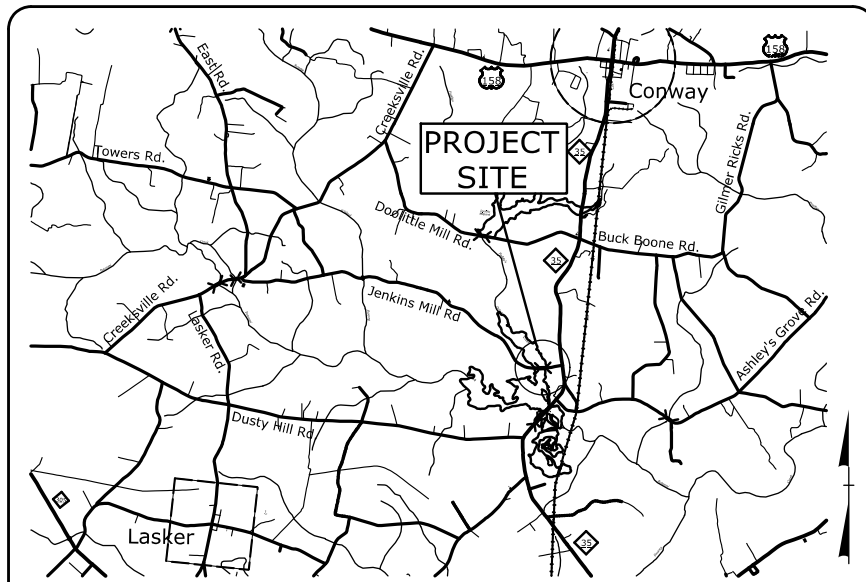 158
158
Conway
East Rd.
Creeksville Rd.
PROJECT
SITE
35
Gilmer Ricks Rd.
Towers Rd.
Doolittle Mill Rd.
Buck Boone Rd.
35
Creeksville Rd.
Jenkins Mill Rd
Lasker Rd.
Ashley's Grove Rd.
Dusty Hill Rd
Lasker
35